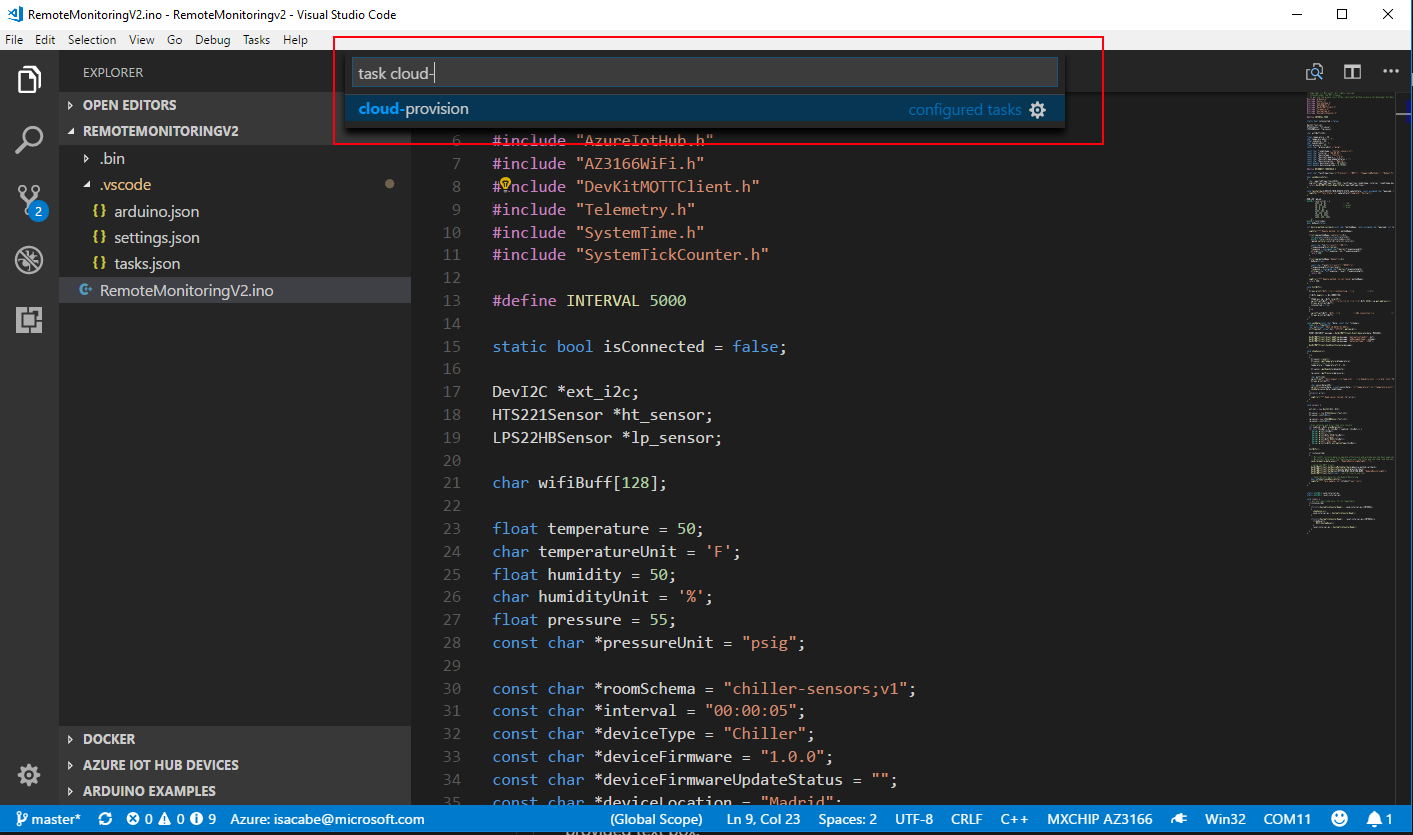 RemoteMonitoringV2.ino - RemoteMonitoringv2 - Visual Studio Code
File Edit Selection View Go Debug Tasks Help
EXPLORER
task cloud-
cloud-provision configured tasks
OPEN EDITORS
REMOTEMONITORINGV2
.bin
.vscode
arduino.json
settings.json
tasks.json
RemoteMonitoringV2.ino
2
DOCKER
AZURE IOT HUB DEVICES
ARDUINO EXAMPLES
6 #include "AzureIotHub.h"
7 #include "AZ3166WiFi.h"
8 #include "DevKitMQTTClient.h"
9 #include "Telemetry.h"
10 #include "SystemTime.h"
11 #include "SystemTickCounter.h"
12
13 #define INTERVAL 5000
14
15 static bool isConnected = false;
16
17 DevI2C *ext_i2c;
18 HTS221Sensor *ht_sensor;
19 LPS22HBSensor *lp_sensor;
20
21 char wifiBuff[128];
22
23 float temperature = 50;
24 char temperatureUnit = 'F';
25 float humidity = 50;
26 char humidityUnit = '%';
27 float pressure = 55;
28 const char *pressureUnit = "psig";
29
30 const char *roomSchema = "chiller-sensors;v1";
31 const char *interval = "00:00:05";
32 const char *deviceType = "Chiller";
33 const char *deviceFirmware = "1.0.0";
34 const char *deviceFirmwareUpdateStatus = "";
35 const char *deviceLocation = "Madrid";
master* 0 0 9 Azure: isacabe@microsoft.com (Global Scope) Ln 9, Col 23 Spaces: 2 UTF-8 CRLF C++ MXCHIP AZ3166 Win32 COM11 1
provided text box.